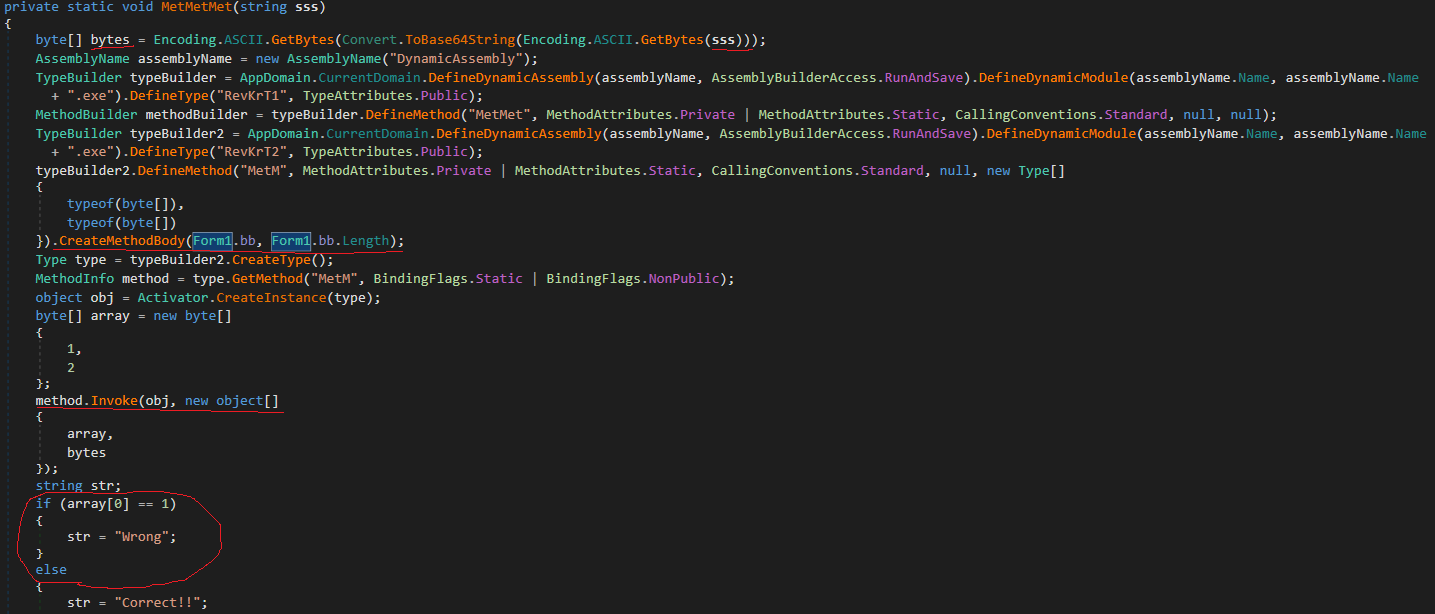 private static void MetMetMet(string sss)
{
byte[] bytes = Encoding.ASCII.GetBytes(Convert.ToBase64String(Encoding.ASCII.GetBytes(sss)));
AssemblyName assemblyName = new AssemblyName("DynamicAssembly");
TypeBuilder typeBuilder = AppDomain.CurrentDomain.DefineDynamicAssembly(assemblyName, AssemblyBuilderAccess.RunAndSave).DefineDynamicModule(assemblyName.Name, assemblyName.Name
+ ".exe").DefineType("RevKrT1", TypeAttributes.Public);
MethodBuilder methodBuilder = typeBuilder.DefineMethod("MetMet", MethodAttributes.Private | MethodAttributes.Static, CallingConventions.Standard, null, null);
TypeBuilder typeBuilder2 = AppDomain.CurrentDomain.DefineDynamicAssembly(assemblyName, AssemblyBuilderAccess.RunAndSave).DefineDynamicModule(assemblyName.Name, assemblyName.Name
+ ".exe").DefineType("RevKrT2", TypeAttributes.Public);
typeBuilder2.DefineMethod("MetM", MethodAttributes.Private | MethodAttributes.Static, CallingConventions.Standard, null, new Type[]
{
typeof(byte[]),
typeof(byte[])
}).CreateMethodBody(Form1.bb, Form1.bb.Length);
Type type = typeBuilder2.CreateType();
MethodInfo method = type.GetMethod("MetM", BindingFlags.Static | BindingFlags.NonPublic);
object obj = Activator.CreateInstance(type);
byte[] array = new byte[]
{
1,
2
};
method.Invoke(obj, new object[]
{
array,
bytes
});
string str;
if (array[0] == 1)
{
str = "Wrong";
}
else
{
str = "Correct!!";